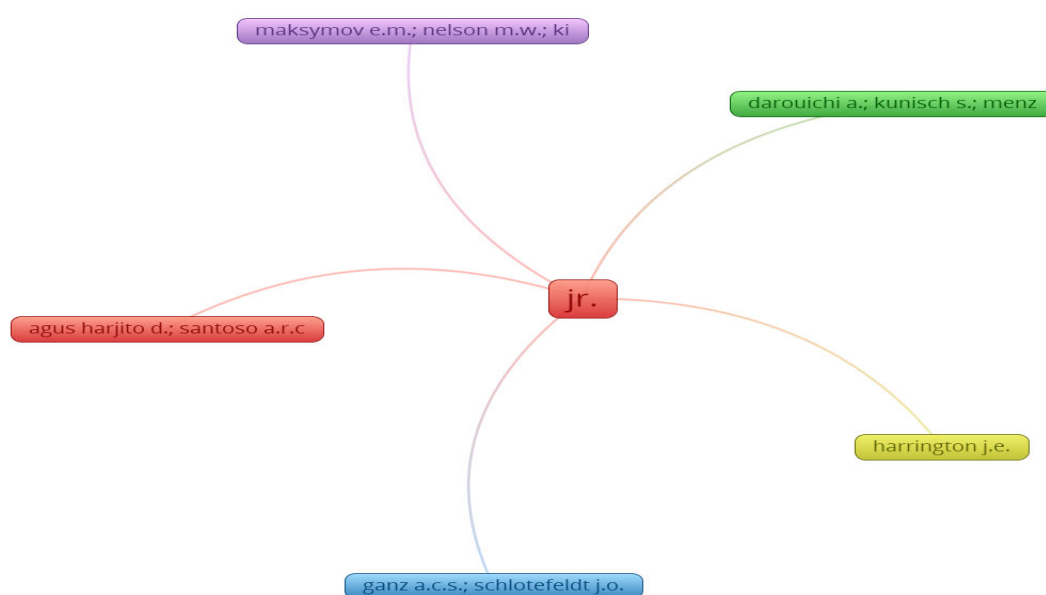 maksymov e.m.; nelson m.w.; ki
darouichi a.; kunisch s.; menz
jr.
agus harjito d.; santoso a.r.c
harrington j.e.
ganz a.c.s.; schlotefeldt j.o.